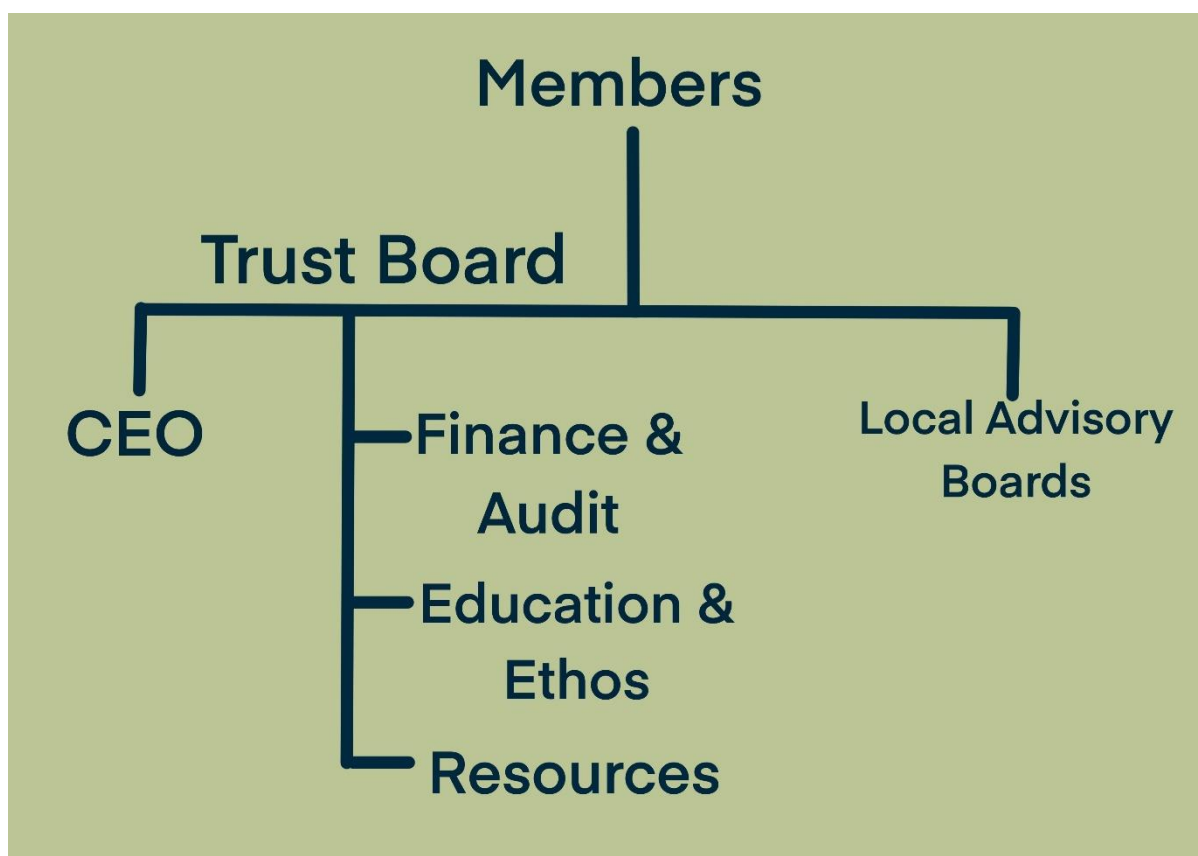 Members
Trust Board
CEO
Finance &
Audit
Education &
Ethos
Resources
Local Advisory
Boards